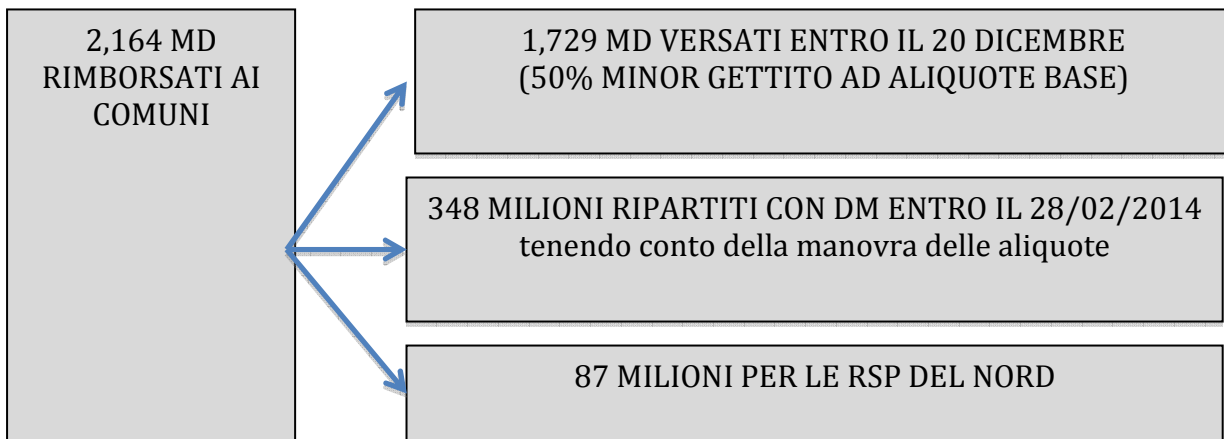 2,164 MD
RIMBORSATI AI
COMUNI
1,729 MD VERSATI ENTRO IL 20 DICEMBRE
(50% MINOR GETTITO AD ALIQUOTE BASE)
348 MILIONI RIPARTITI CON DM ENTRO IL 28/02/2014
tenendo conto della manovra delle aliquote
87 MILIONI PER LE RSP DEL NORD